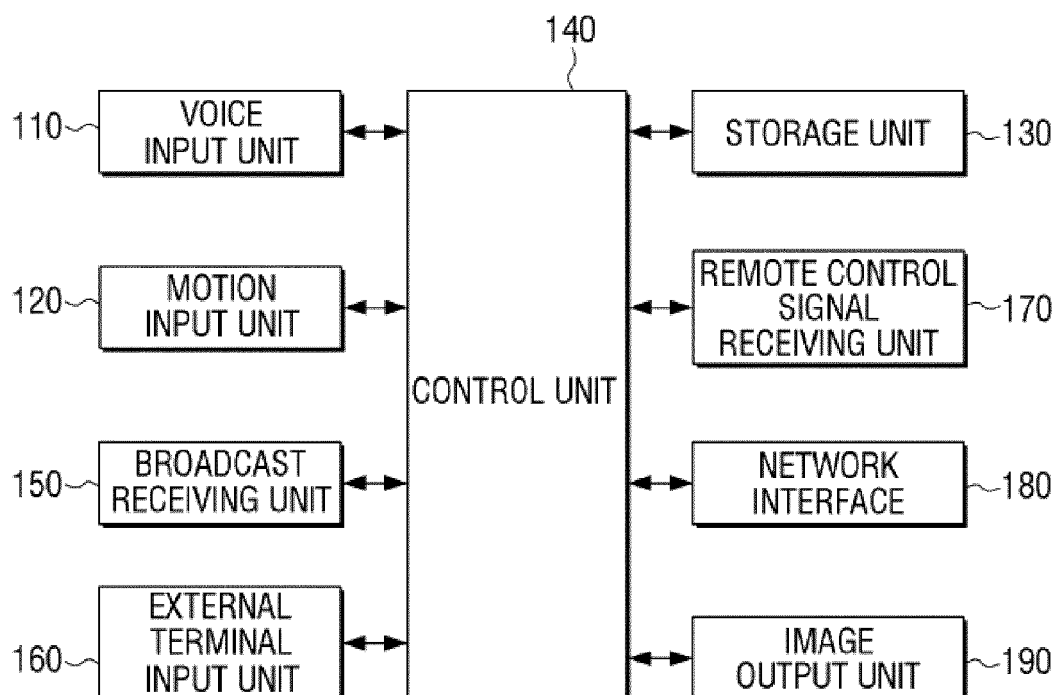 140
110
VOICE
INPUT UNIT
STORAGE UNIT
130
120
MOTION
INPUT UNIT
REMOTE CONTROL
SIGNAL
RECEIVING UNIT
170
CONTROL UNIT
150
BROADCAST
RECEIVING UNIT
NETWORK
INTERFACE
180
160
EXTERNAL
TERMINAL
INPUT UNIT
IMAGE
OUTPUT UNIT
190